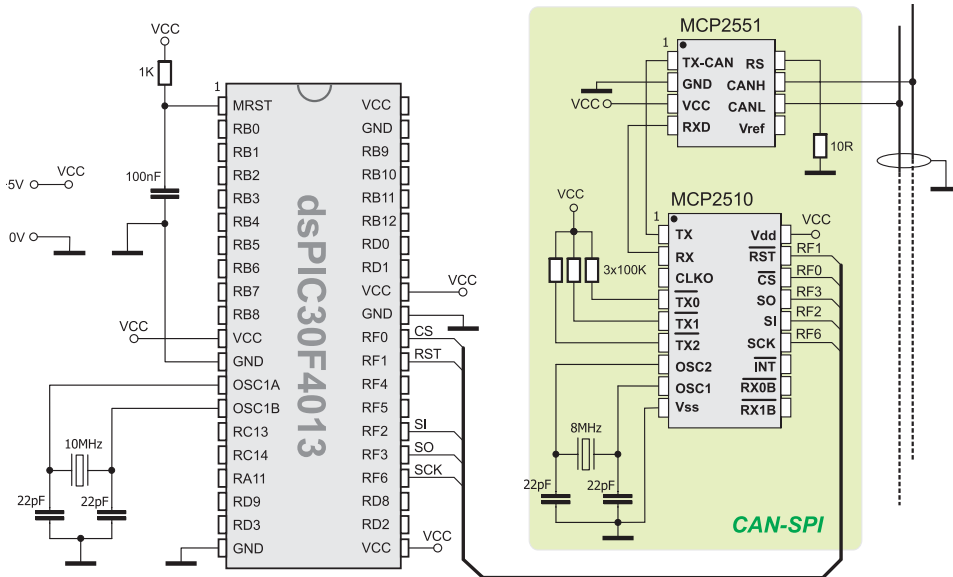 VCC
1K
1
-5V
VCC
0V
100nF
VCC
10MHz
22pF
22pF
dsPIC30F4013
MRST
RB0
RB1
RB2
RB3
RB4
RB5
RB6
RB7
RB8
VCC
GND
OSC1A
OSC1B
RC13
RC14
RA11
RD9
RD3
GND
VCC
GND
RB9
RB10
RB11
RB12
RD0
RD1
VCC
GND
RF0
RF1
RF4
RF5
RF2
RF3
RF6
RD8
RD2
VCC
VCC
CS
RST
SI
SO
SCK
VCC
MCP2551
1
TX-CAN
GND
VCC
RXD
RS
CANH
CANL
Vref
VCC
10R
MCP2510
VCC
3x100K
1
TX
RX
CLKO
TX0
TX1
TX2
OSC2
OSC1
Vss
Vdd
RST
CS
SO
SI
SCK
INT
RX0B
RX1B
VCC
RF1
RF0
RF3
RF2
RF6
8MHz
22pF
22pF
CAN-SPI